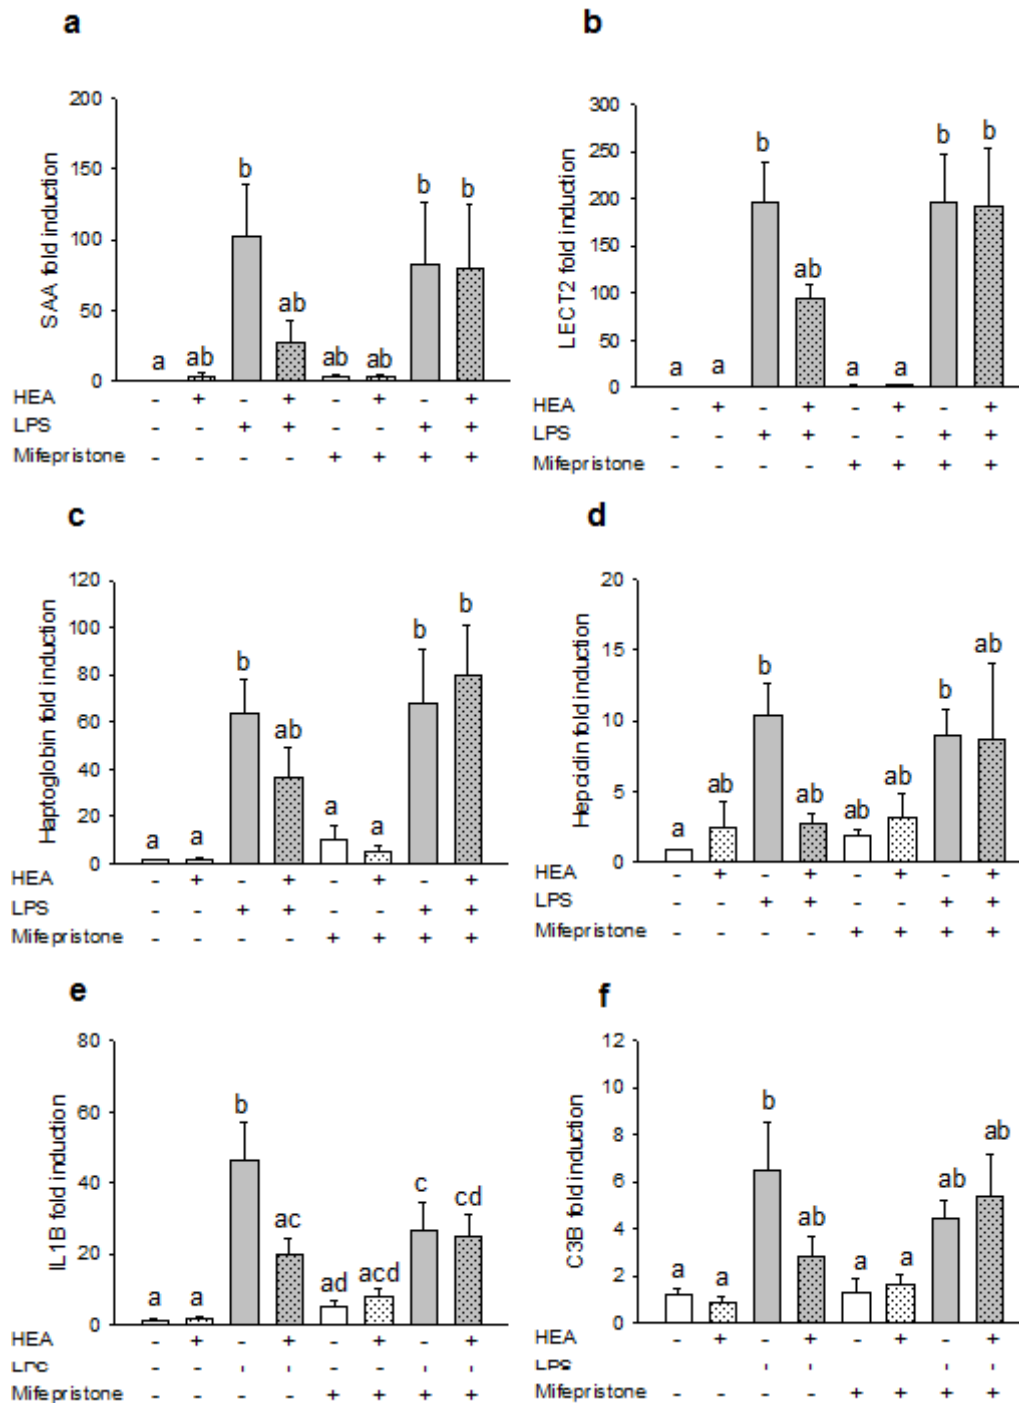 a
SAA fold induction
200
150
100
50
0
a ab b ab ab ab b b
HEA - + - + - + - +
LPS - - + + - - + +
Mifepristone - - - - + + + +
b
LECT2 fold induction
300
250
200
150
100
50
0
a a b ab a a b b
HEA - + - + - + - +
LPS - - + + - - + +
Mifepristone - - - - + + + +
c
Haptoglobin fold induction
120
100
80
60
40
20
0
a a b ab a a b b
HEA - + - + - + - +
LPS - - + + - - + +
Mifepristone - - - - + + + +
d
Hepcidin fold induction
20
15
10
5
0
a ab b ab ab ab b ab
HEA - + - + - + - +
LPS - - + + - - + +
Mifepristone - - - - + + + +
e
IL1B fold induction
80
60
40
20
0
a a b ac ad acd c cd
HEA - + - + - + - +
Mifepristone - - - - + + + +
f
C3B fold induction
12
10
8
6
4
2
0
a a b ab a a ab ab
HEA - + - + - + - +
LPS
Mifepristone - - - - + + + +